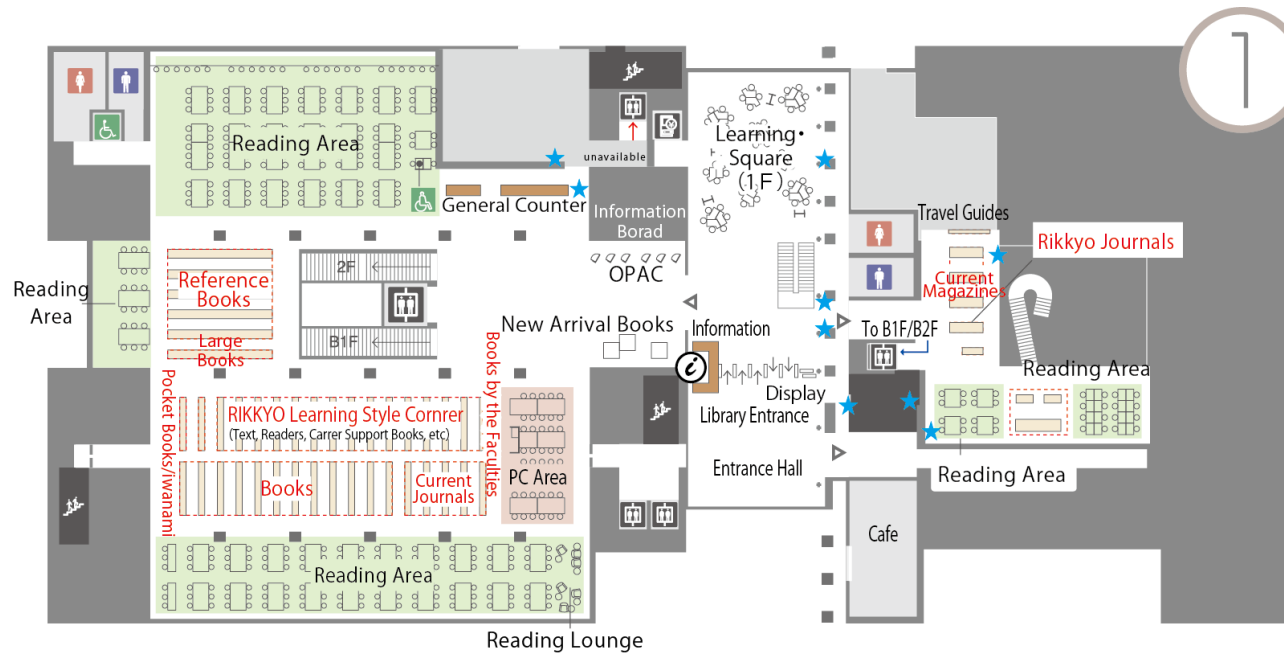 1
Reading Area
unavailable
General Counter
Information
Borad
OPAC
Learning・
Square
（1F）
Travel Guides
Rikkyo Journals
Current
Magazines
Reading
Area
Reference
Books
Large
Books
2F
B1F
New Arrival Books
Information
i
To B1F/B2F
Display
Library Entrance
Entrance Hall
Reading Area
Reading Area
Pocket Books/iwanami
RIKKYO Learning Style Cornrer
(Text, Readers, Carrer Support Books, etc)
Books by the Faculties
Books
Current
Journals
PC Area
Cafe
Reading Area
Reading Lounge